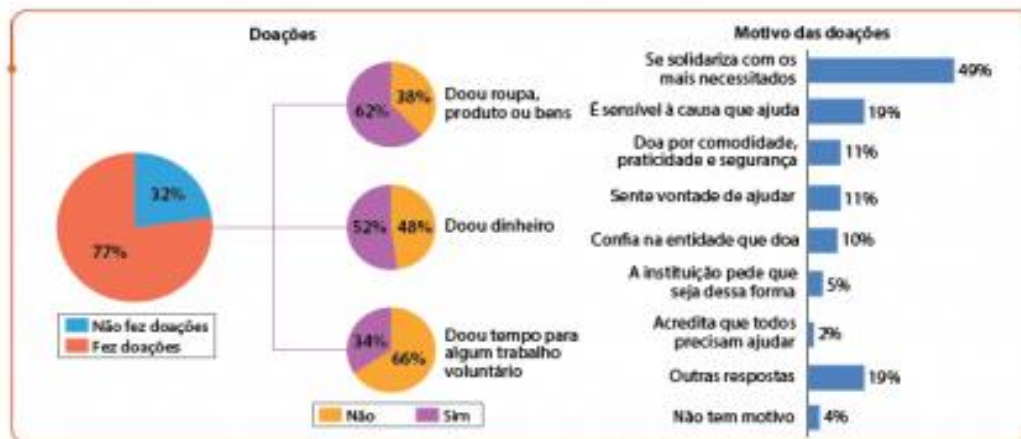 Doações
38%
62%
Doou roupa,
produto ou bens
32%
77%
52%
48%
Doou dinheiro
34%
66%
Doou tempo para
algum trabalho
voluntário
Não fez doações
Fez doações
Não
Sim
Motivo das doações
Se solidariza com os
mais necessitados
49%
É sensível à causa que ajuda
19%
Doa por comodidade,
praticidade e segurança
11%
Sente vontade de ajudar
11%
Confia na entidade que doa
10%
A instituição pede que
seja dessa forma
5%
Acredita que todos
precisam ajudar
2%
Outras respostas
19%
Não tem motivo
4%